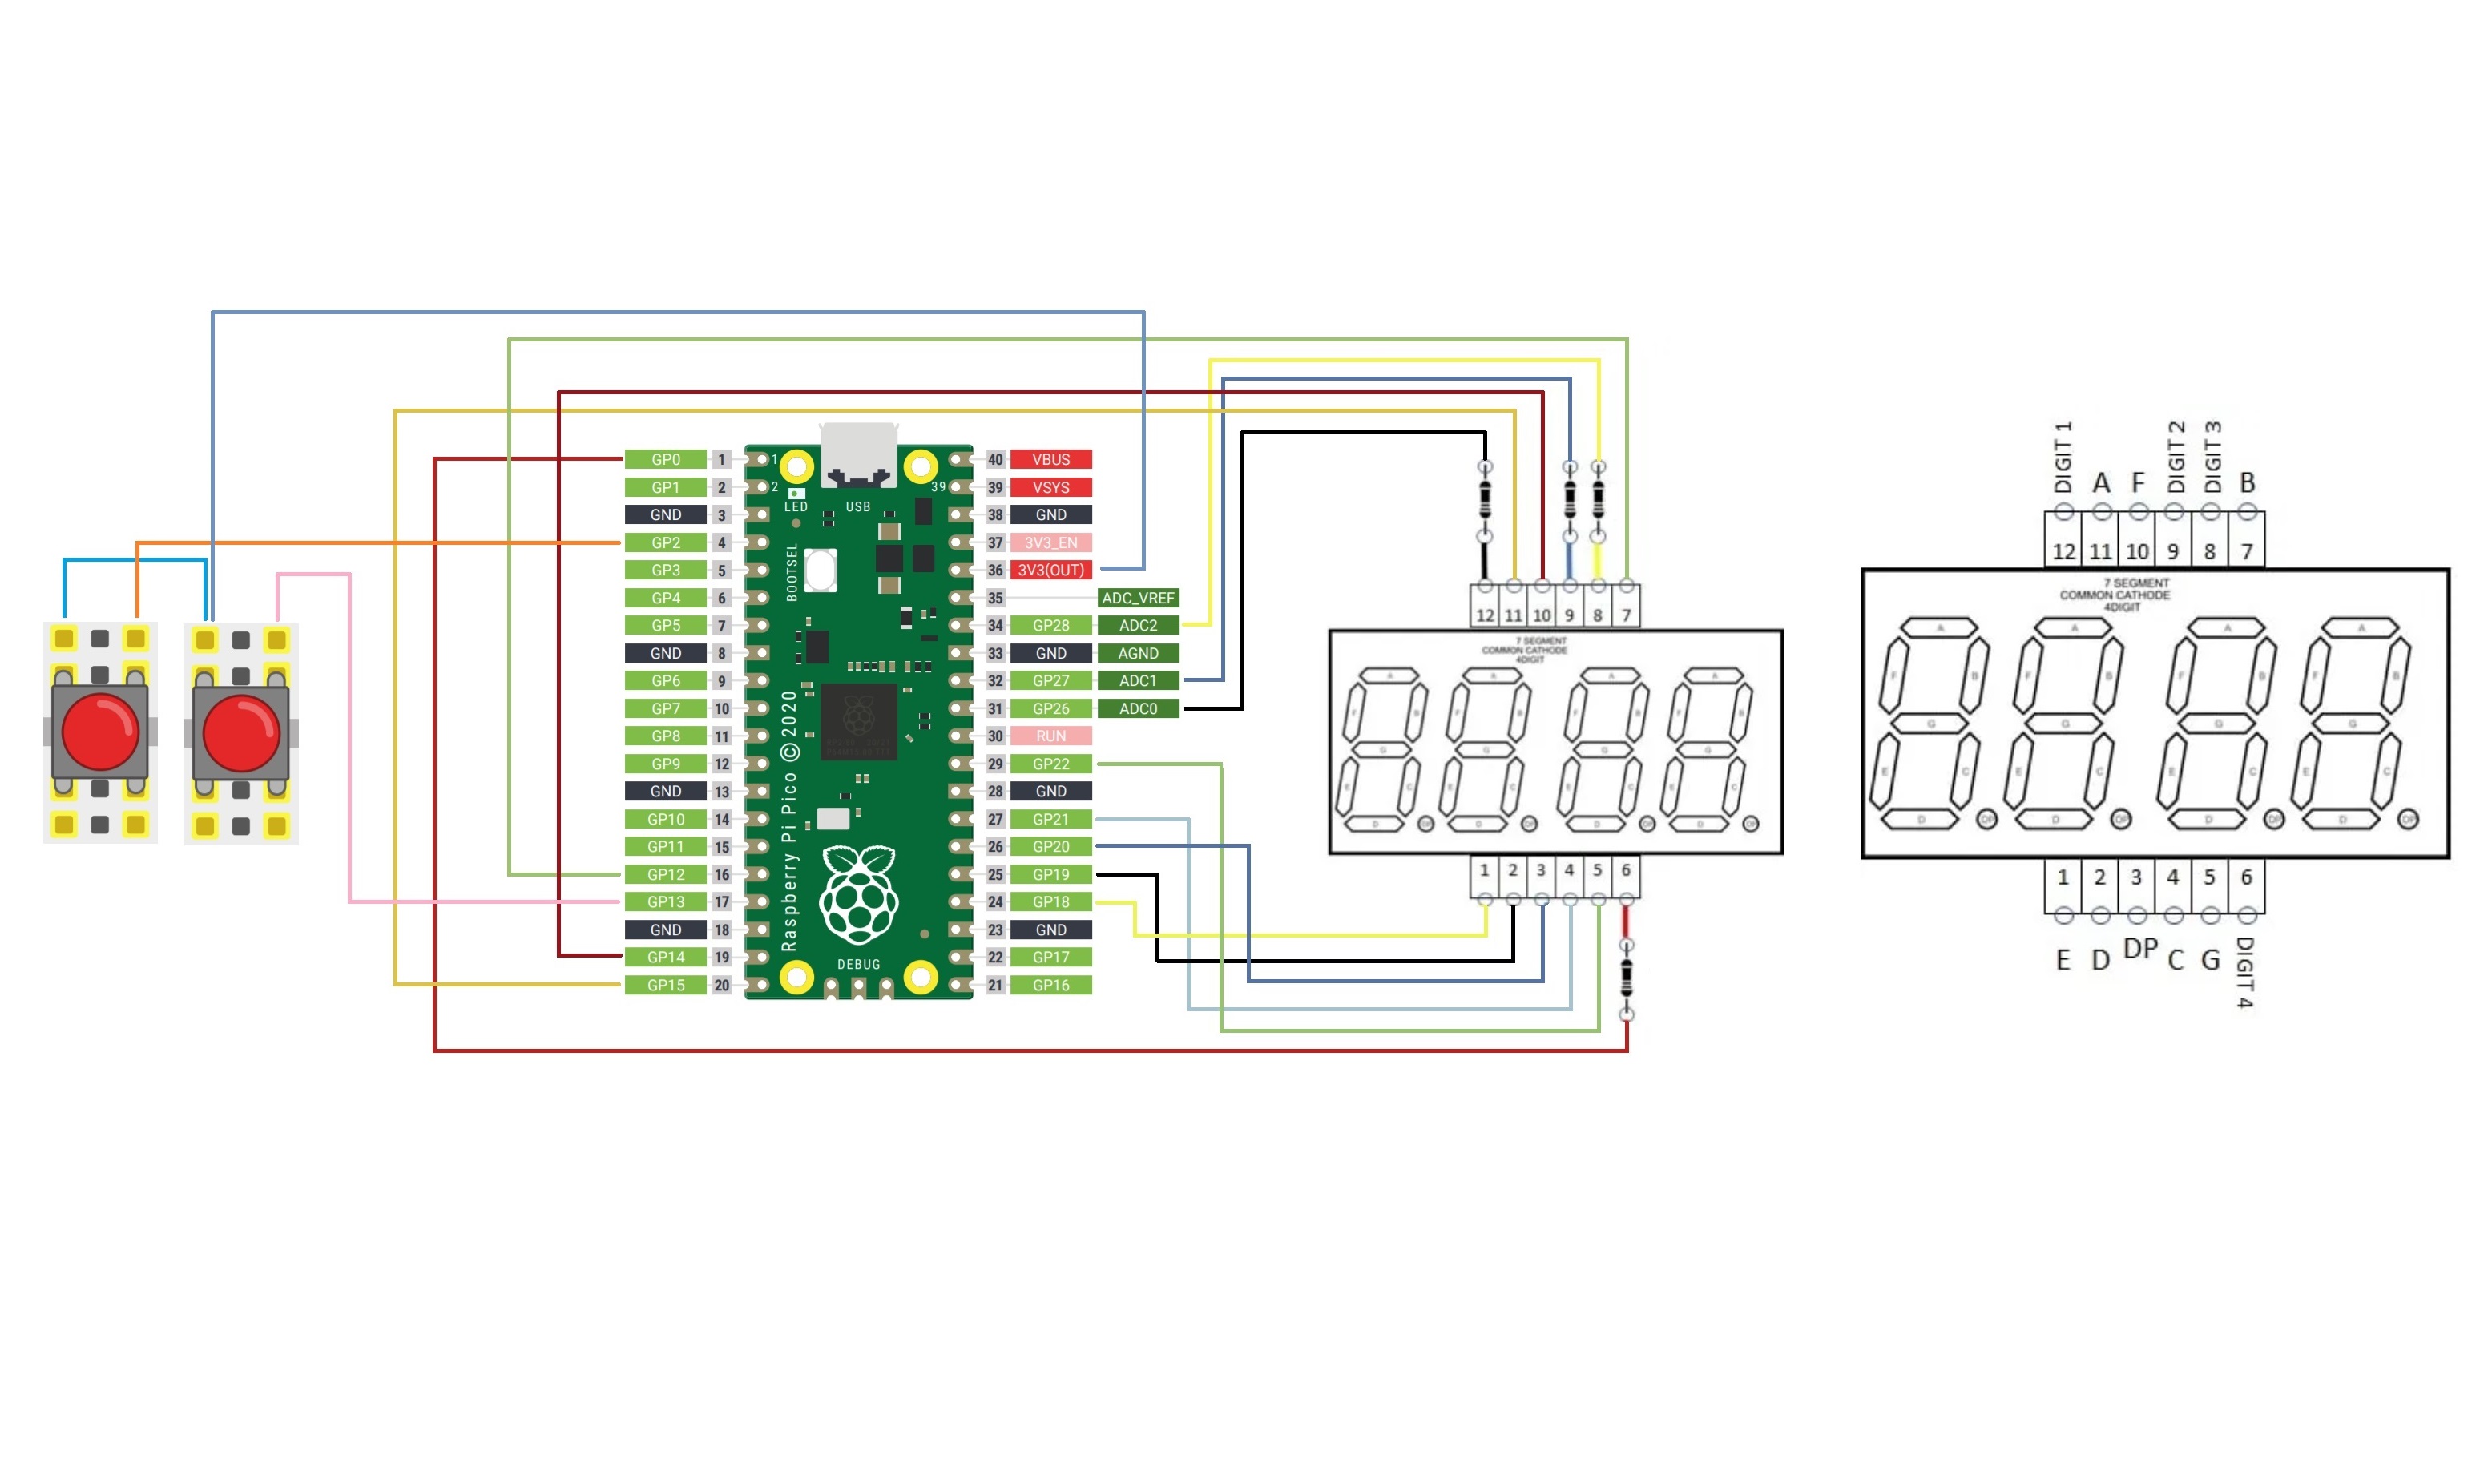 GP0 1
GP1 2
GND 3
GP2 4
GP3 5
GP4 6
GP5 7
GND 8
GP6 9
GP7 10
GP8 11
GP9 12
GND 13
GP10 14
GP11 15
GP12 16
GP13 17
GND 18
GP14 19
GP15 20
1
2
39
LED
USB
BOOTSEL
Raspberry Pi Pico © 2020
DEBUG
40 VBUS
39 VSYS
38 GND
37 3V3_EN
36 3V3(OUT)
35 ADC_VREF
34 GP28 ADC2
33 GND AGND
32 GP27 ADC1
31 GP26 ADC0
30 RUN
29 GP22
28 GND
27 GP21
26 GP20
25 GP19
24 GP18
23 GND
22 GP17
21 GP16
12 11 10 9 8 7
7 SEGMENT
COMMON CATHODE
4DIGIT
A A A A
F B F B F B F B
G G G G
E C E C E C E C
D DP D DP D DP D DP
1 2 3 4 5 6
DIGIT 1 A F DIGIT 2 DIGIT 3 B
12 11 10 9 8 7
7 SEGMENT
COMMON CATHODE
4DIGIT
A A A A
F B F B F B F B
G G G G
E C E C E C E C
D DP D DP D DP D DP
1 2 3 4 5 6
E D DP C G DIGIT 4